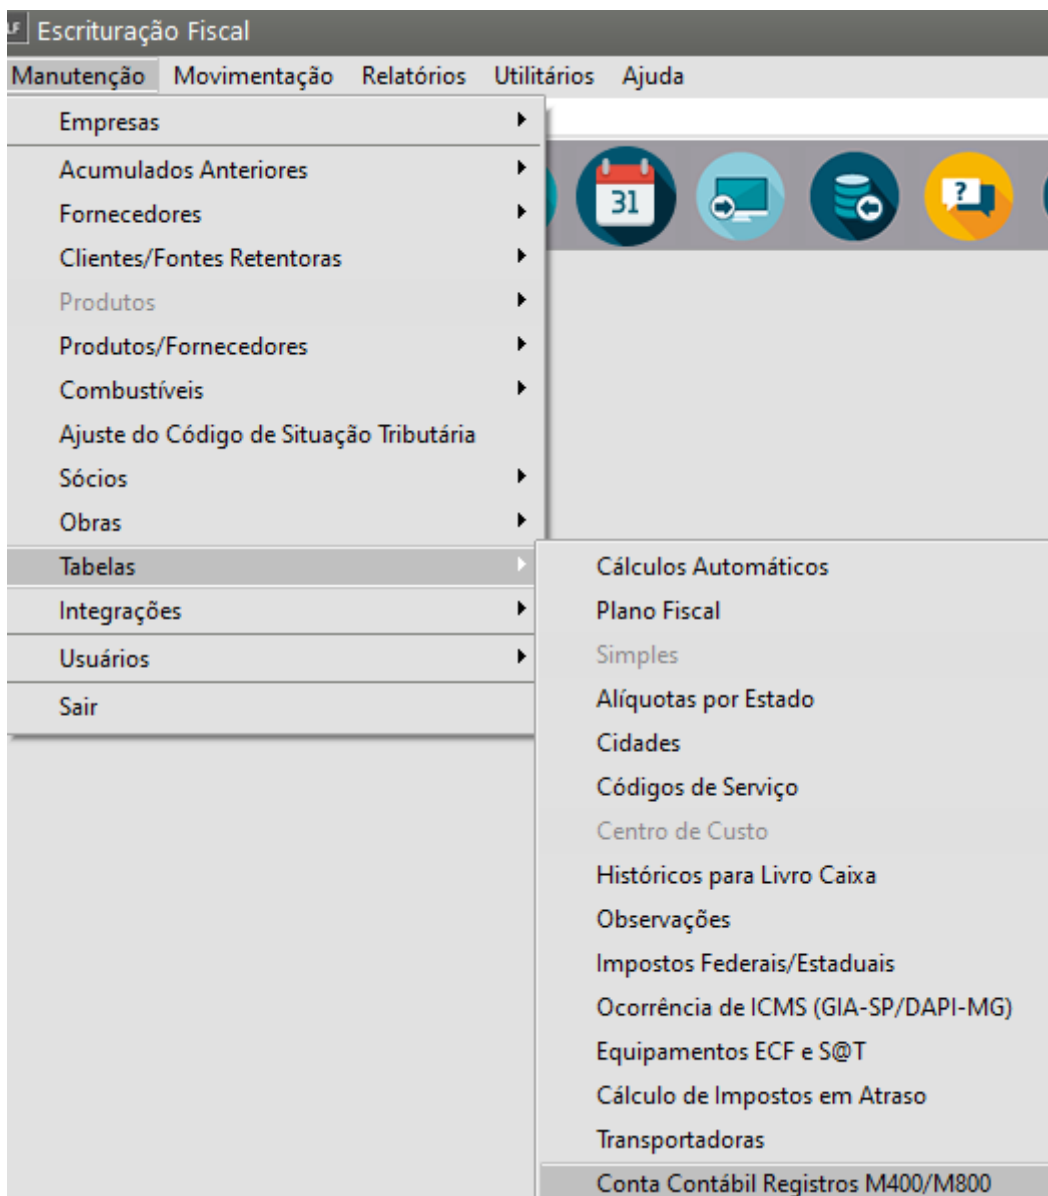 LF Escrituração Fiscal
Manutenção Movimentação Relatórios Utilitários Ajuda
Empresas
Acumulados Anteriores
Fornecedores
Clientes/Fontes Retentoras
Produtos
Produtos/Fornecedores
Combustíveis
Ajuste do Código de Situação Tributária
Sócios
Obras
Tabelas
Integrações
Usuários
Sair
31
?
Cálculos Automáticos
Plano Fiscal
Simples
Alíquotas por Estado
Cidades
Códigos de Serviço
Centro de Custo
Históricos para Livro Caixa
Observações
Impostos Federais/Estaduais
Ocorrência de ICMS (GIA-SP/DAPI-MG)
Equipamentos ECF e S@T
Cálculo de Impostos em Atraso
Transportadoras
Conta Contábil Registros M400/M800